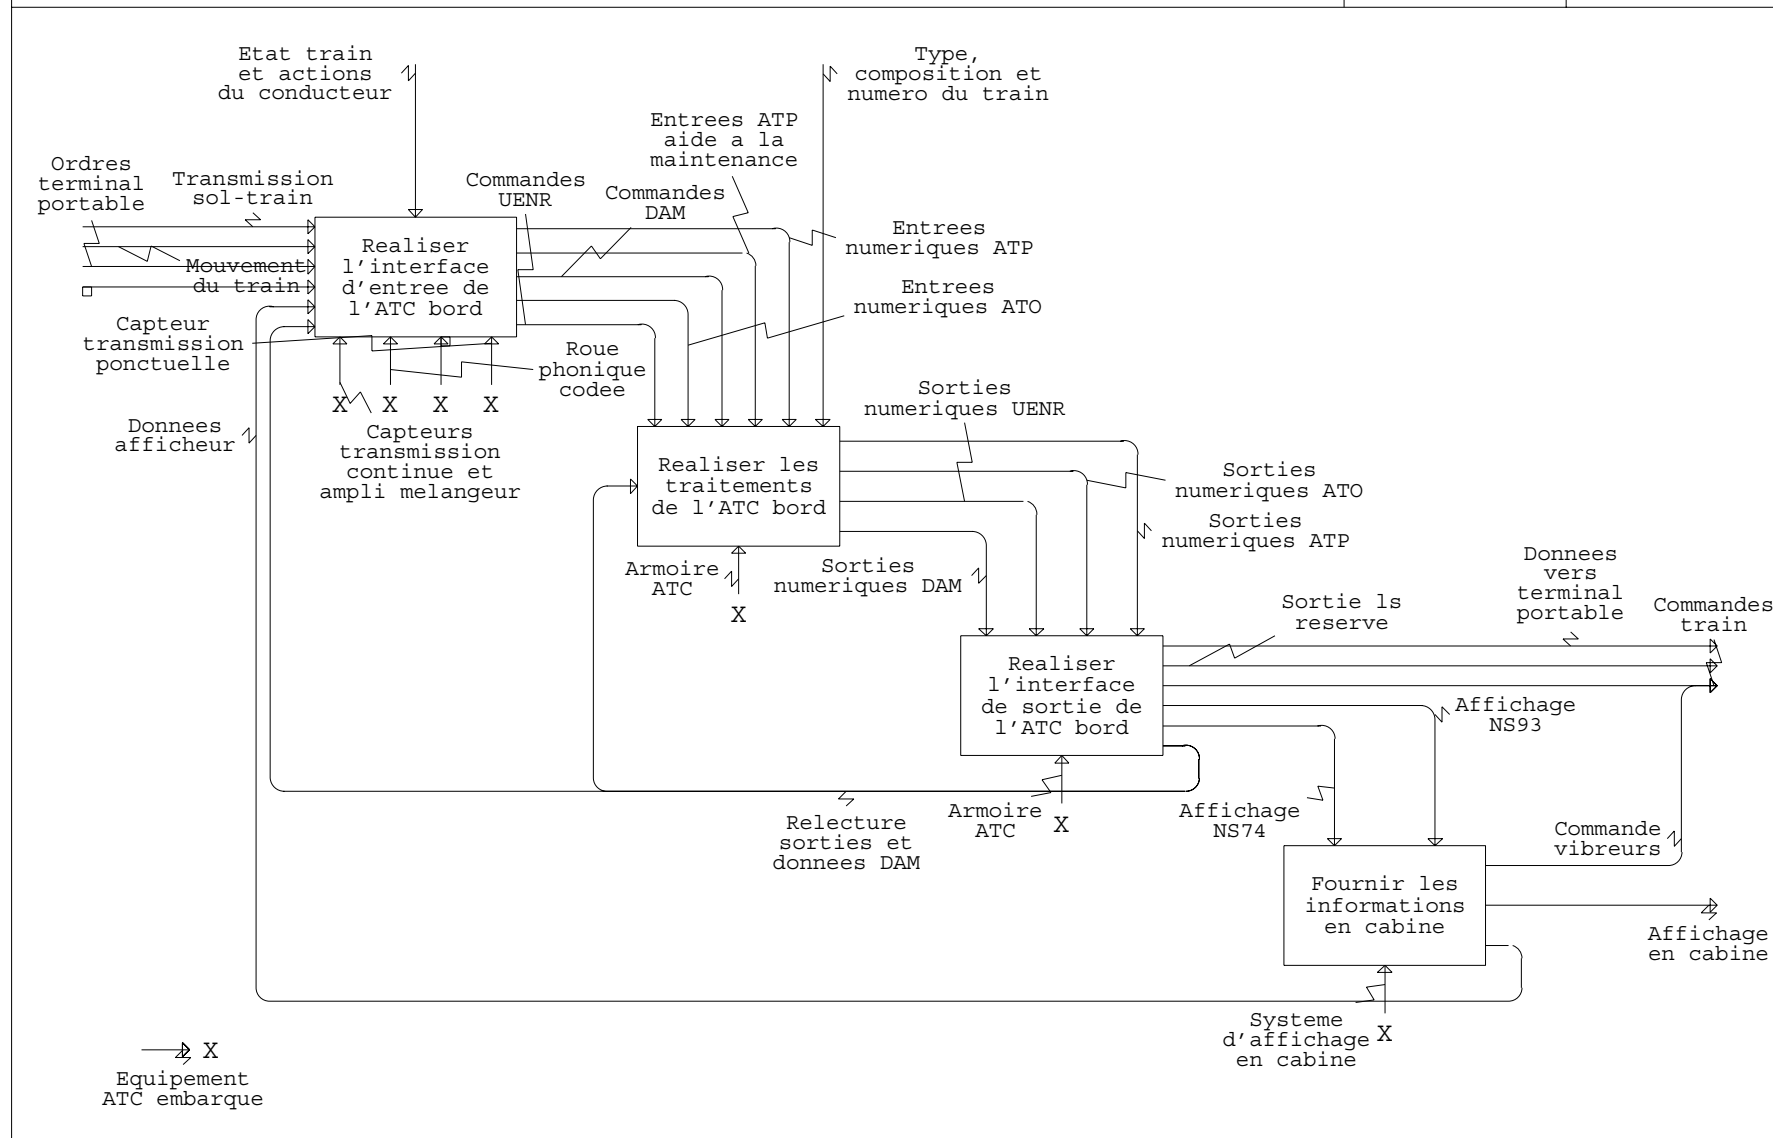 Etat train
et actions
du conducteur
Type,
composition et
numero du train
Entrees ATP
aide a la
maintenance
Ordres
terminal
portable
Transmission
sol-train
Commandes
UENR
Commandes
DAM
Entrees
numeriques ATP
Mouvement
du train
Realiser
l'interface
d'entree de
l'ATC bord
Entrees
numeriques ATO
Capteur
transmission
ponctuelle
Roue
phonique
codee
X X X X
Donnees
afficheur
Capteurs
transmission
continue et
ampli melangeur
Sorties
numeriques UENR
Realiser les
traitements
de l'ATC bord
Sorties
numeriques ATO
Sorties
numeriques ATP
Armoire
ATC
X
Sorties
numeriques DAM
Donnees
vers
terminal
portable
Sortie ls
reserve
Commandes
train
Realiser
l'interface
de sortie de
l'ATC bord
Affichage
NS93
Armoire
ATC
X
Affichage
NS74
Relecture
sorties et
donnees DAM
Commande
vibreurs
Fournir les
informations
en cabine
Affichage
en cabine
Systeme
d'affichage
en cabine
X
X
Equipement
ATC embarque